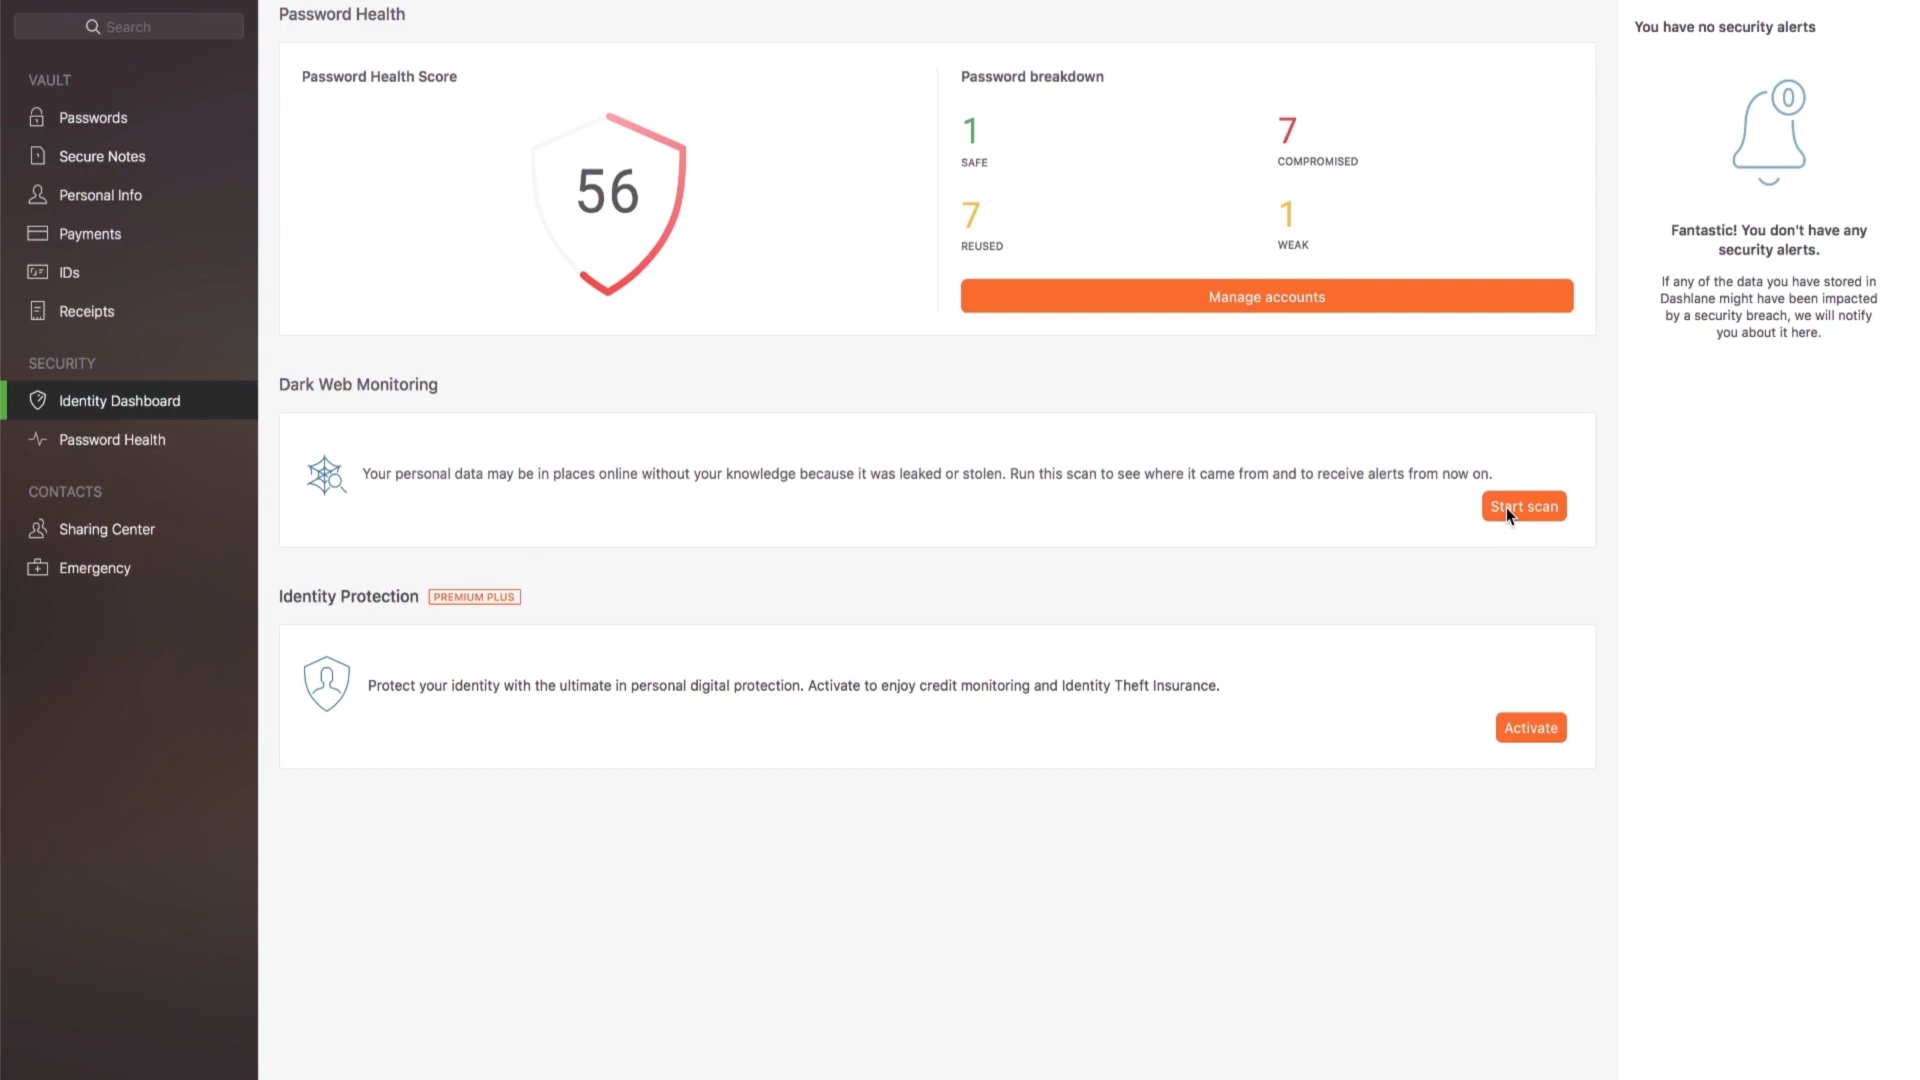 Search
VAULT
Passwords
Secure Notes
Personal Info
Payments
IDs
Receipts
SECURITY
Identity Dashboard
Password Health
CONTACTS
Sharing Center
Emergency
Password Health
Password Health Score
56
Password breakdown
1
SAFE
7
COMPROMISED
7
REUSED
1
WEAK
Manage accounts
Dark Web Monitoring
Your personal data may be in places online without your knowledge because it was leaked or stolen. Run this scan to see where it came from and to receive alerts from now on.
Start scan
Identity Protection PREMIUM PLUS
Protect your identity with the ultimate in personal digital protection. Activate to enjoy credit monitoring and Identity Theft Insurance.
Activate
You have no security alerts
0
Fantastic! You don't have any
security alerts.
If any of the data you have stored in
Dashlane might have been impacted
by a security breach, we will notify
you about it here.